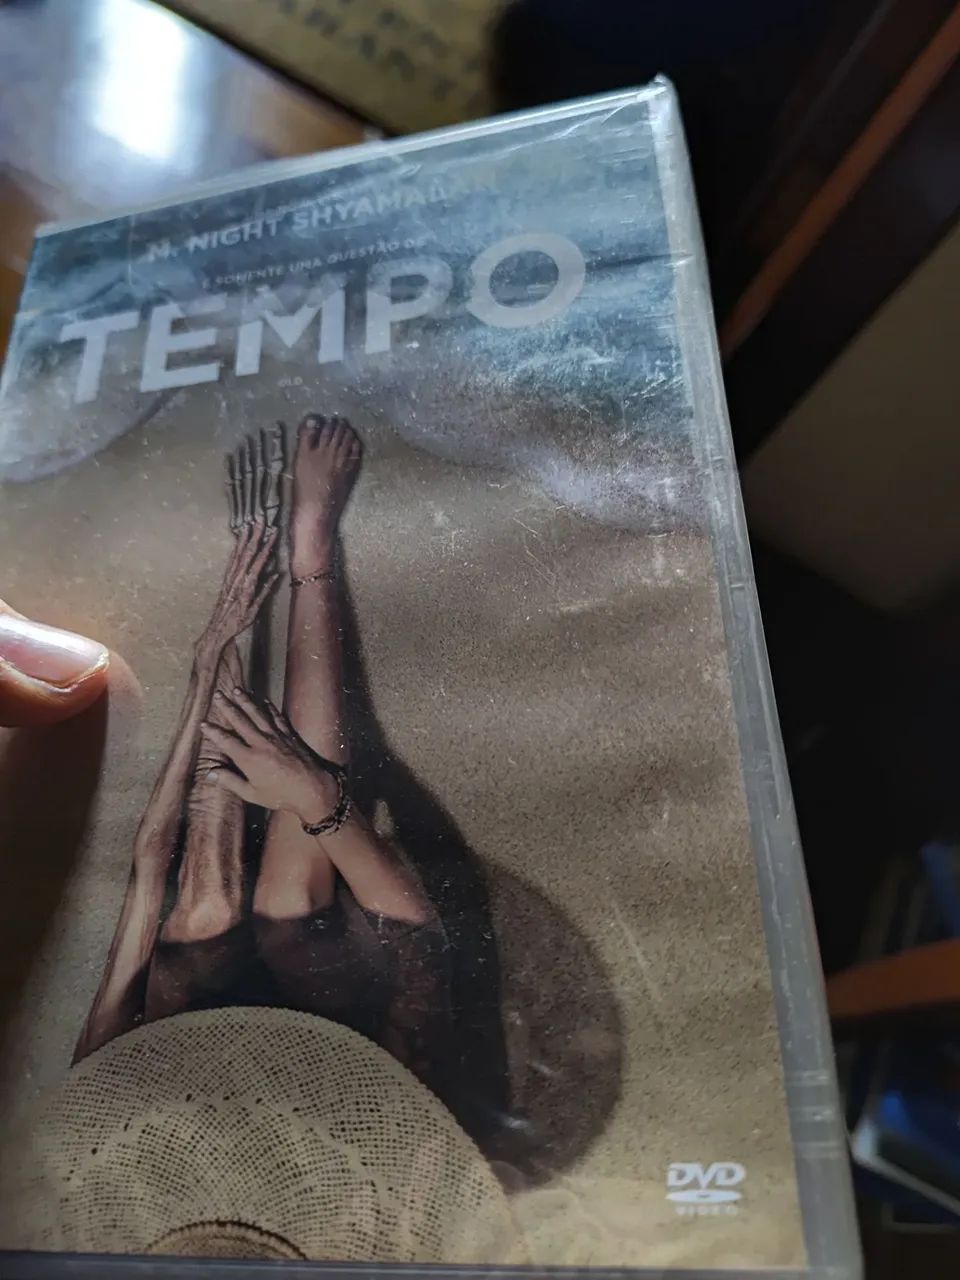 M. NIGHT SHYAMALAN
É SOMENTE UMA QUESTÃO DE
TEMPO
OLD
DVD
VIDEO